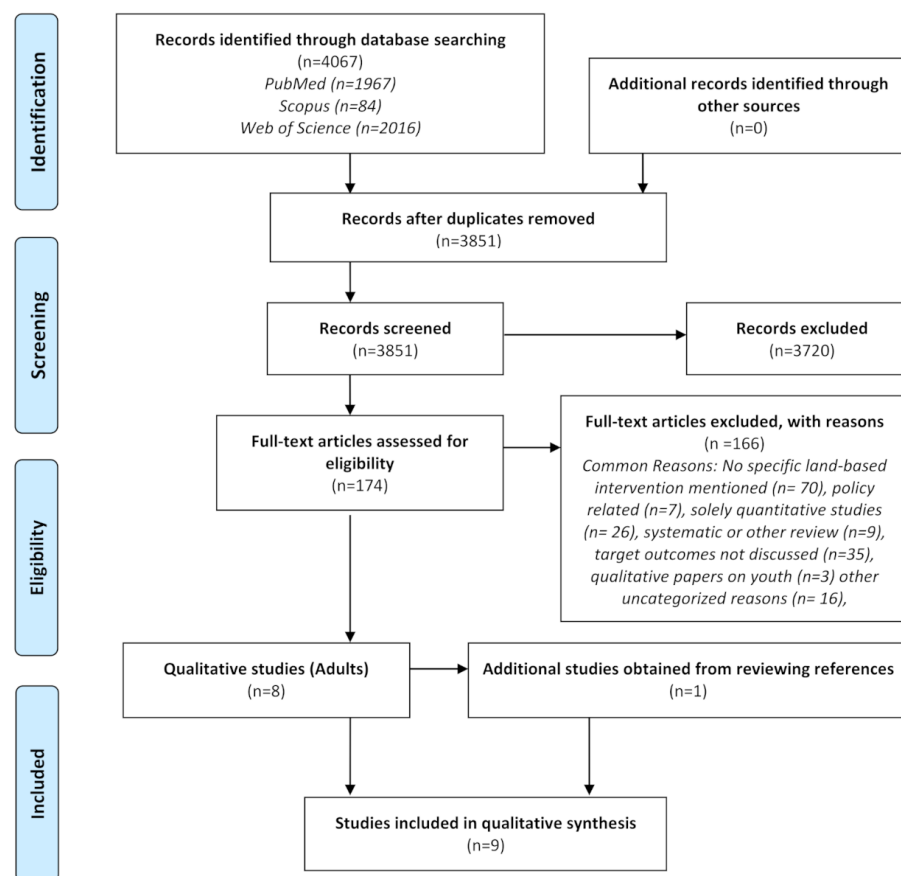 Identification
Records identified through database searching
(n=4067)
PubMed (n=1967)
Scopus (n=84)
Web of Science (n=2016)
Additional records identified through
other sources
(n=0)
Records after duplicates removed
(n=3851)
Screening
Records screened
(n=3851)
Records excluded
(n=3720)
Eligibility
Full-text articles assessed for
eligibility
(n=174)
Full-text articles excluded, with reasons
(n =166)
Common Reasons: No specific land-based
intervention mentioned (n= 70), policy
related (n=7), solely quantitative studies
(n= 26), systematic or other review (n=9),
target outcomes not discussed (n=35),
qualitative papers on youth (n=3) other
uncategorized reasons (n= 16),
Qualitative studies (Adults)
(n=8)
Additional studies obtained from reviewing references
(n=1)
Included
Studies included in qualitative synthesis
(n=9)